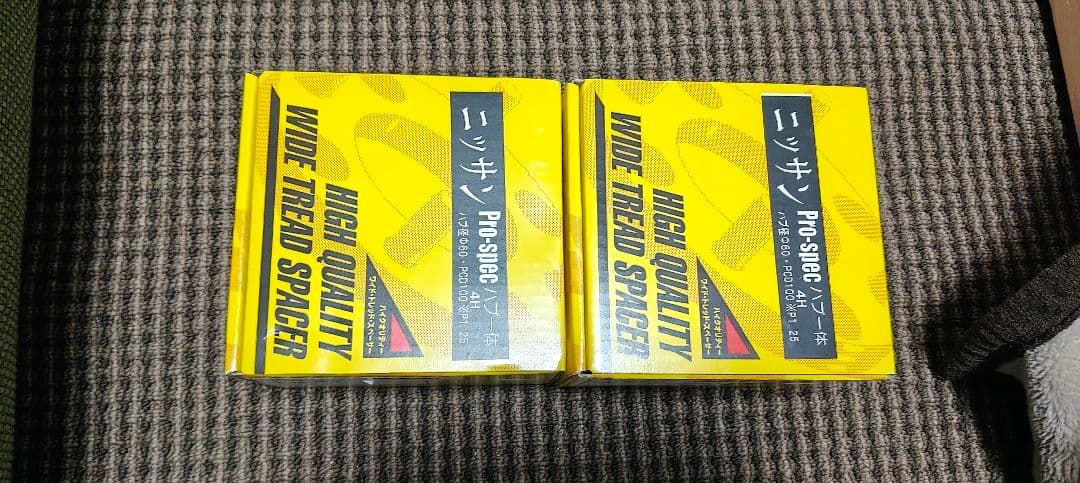 ニッサン Pro-spec ハブ一体
4H
ハブ径Φ60・PCD100 ※P1.25
ハイクオリティー
ワイド・トレッド・スペーサー
HIGH QUALITY
WIDE TREAD SPACER
ニッサン Pro-spec ハブ一体
4H
ハブ径Φ60・PCD100 ※P1.25
ハイクオリティー
ワイド・トレッド・スペーサー
HIGH QUALITY
WIDE TREAD SPACER